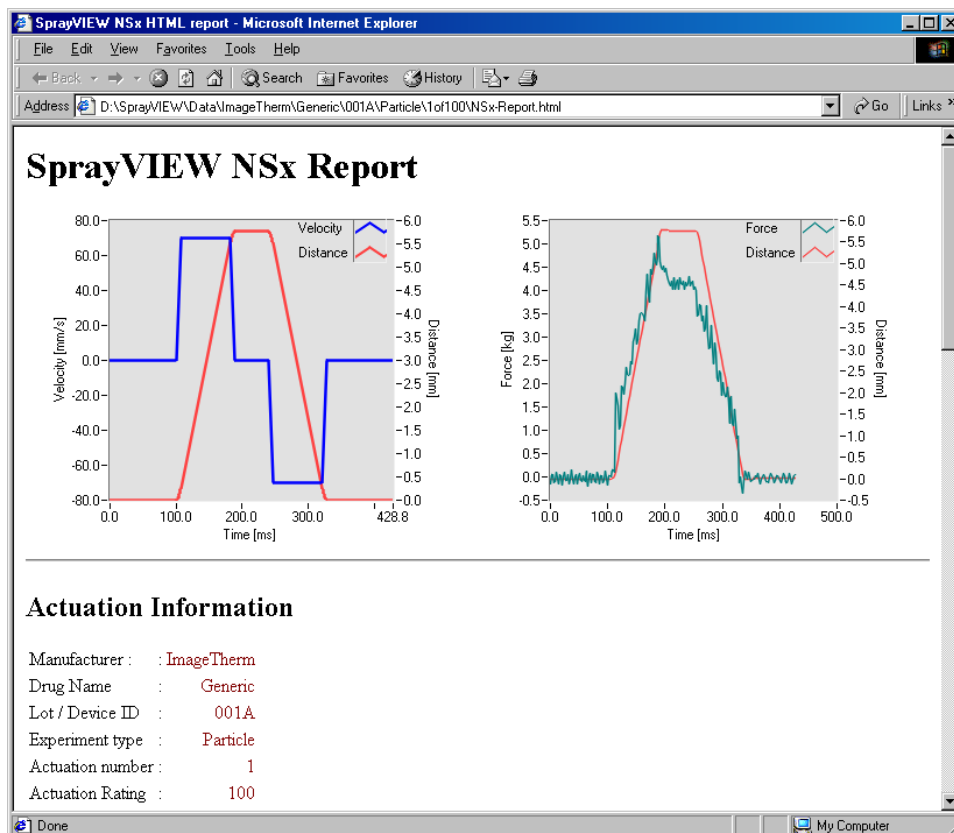 SprayVIEW NSx HTML report - Microsoft Internet Explorer
File Edit View Favorites Tools Help
Back Search Favorites History
Address D:\SprayVIEW\Data\ImageTherm\Generic\001A\Particle\1of100\NSx-Report.html Go Links »
SprayVIEW NSx Report
Velocity
Distance
80.0
60.0
40.0
20.0
0.0
-20.0
-40.0
-60.0
-80.0
Velocity [mm/s]
6.0
5.5
5.0
4.5
4.0
3.5
3.0
2.5
2.0
1.5
1.0
0.5
0.0
Distance [mm]
0.0 100.0 200.0 300.0 428.8
Time [ms]
Force
Distance
5.5
5.0
4.5
4.0
3.5
3.0
2.5
2.0
1.5
1.0
0.5
0.0
-0.5
Force [kg]
6.0
5.5
5.0
4.5
4.0
3.5
3.0
2.5
2.0
1.5
1.0
0.5
0.0
-0.5
Distance [mm]
0.0 100.0 200.0 300.0 400.0 500.0
Time [ms]
Actuation Information
Manufacturer : : ImageTherm
Drug Name : Generic
Lot / Device ID : 001A
Experiment type : Particle
Actuation number : 1
Actuation Rating : 100
Done My Computer